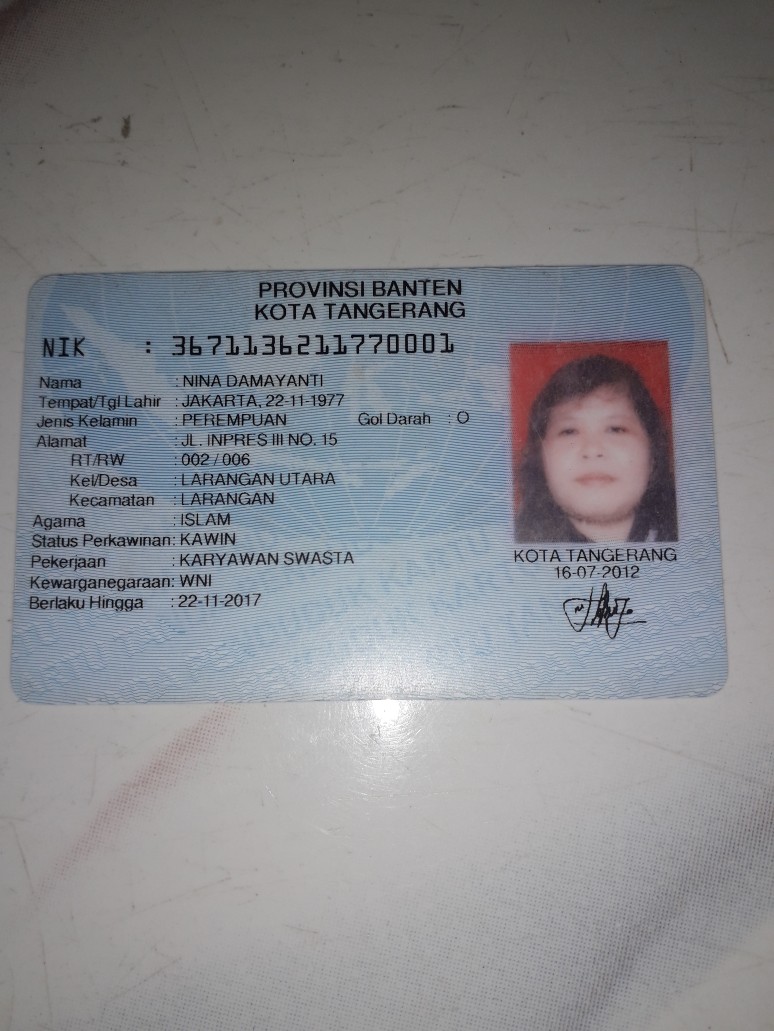 PROVINSI BANTEN
KOTA TANGERANG
NIK : 3671136211770001
Nama : NINA DAMAYANTI
Tempat/Tgl Lahir : JAKARTA, 22-11-1977
Jenis Kelamin : PEREMPUAN Gol Darah : O
Alamat : JL. INPRES III NO. 15
RT/RW : 002 / 006
Kel/Desa : LARANGAN UTARA
Kecamatan : LARANGAN
Agama : ISLAM
Status Perkawinan: KAWIN
Pekerjaan : KARYAWAN SWASTA
Kewarganegaraan: WNI
Berlaku Hingga : 22-11-2017
KOTA TANGERANG
16-07-2012